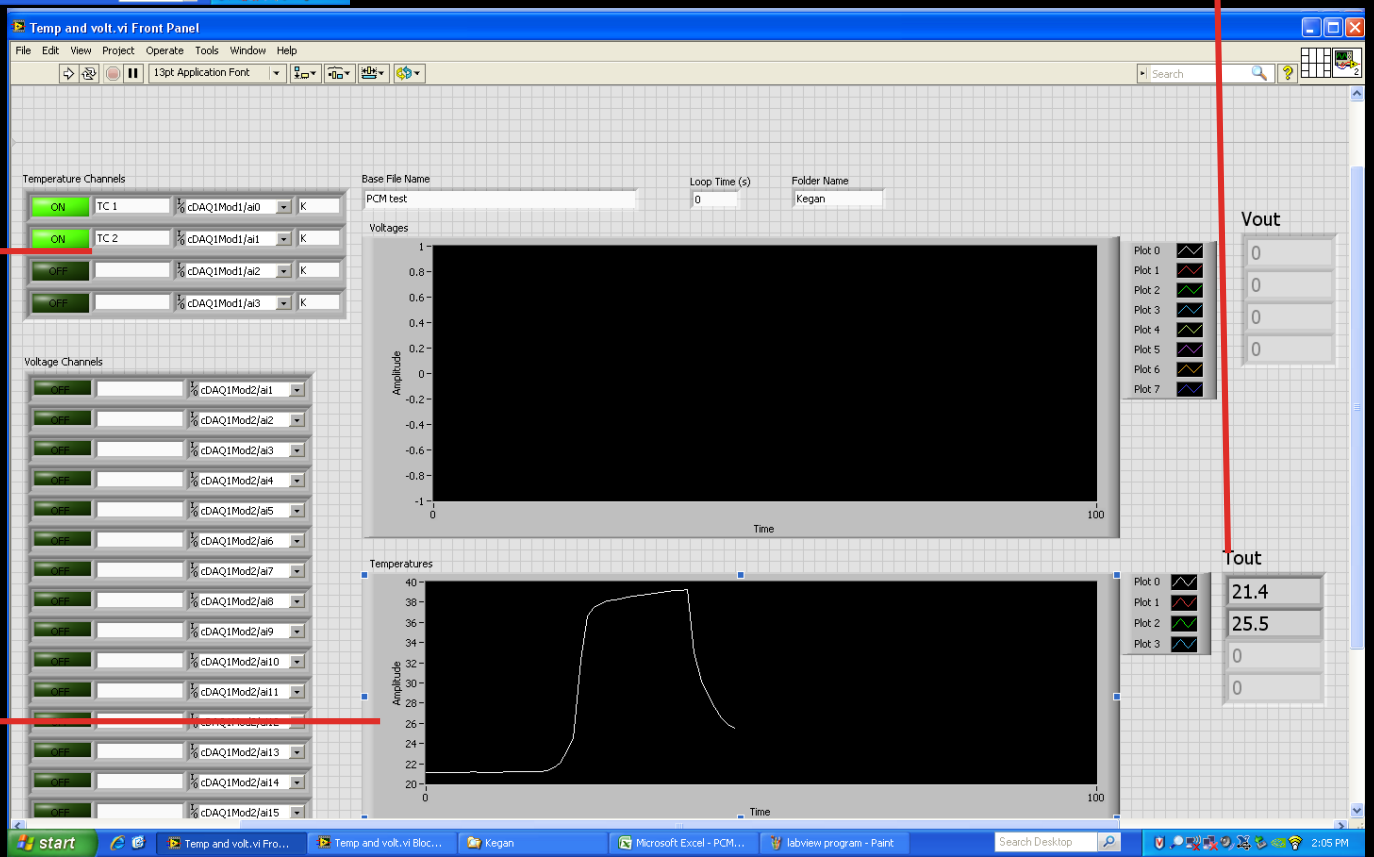 Temp and volt.vi Front Panel
File Edit View Project Operate Tools Window Help
13pt Application Font
Search
2
Temperature Channels
ON TC 1 cDAQ1Mod1/ai0 K
ON TC 2 cDAQ1Mod1/ai1 K
OFF cDAQ1Mod1/ai2 K
OFF cDAQ1Mod1/ai3 K
Base File Name
PCM test
Loop Time (s)
0
Folder Name
Kegan
Voltage Channels
OFF cDAQ1Mod2/ai1
OFF cDAQ1Mod2/ai2
OFF cDAQ1Mod2/ai3
OFF cDAQ1Mod2/ai4
OFF cDAQ1Mod2/ai5
OFF cDAQ1Mod2/ai6
OFF cDAQ1Mod2/ai7
OFF cDAQ1Mod2/ai8
OFF cDAQ1Mod2/ai9
OFF cDAQ1Mod2/ai10
OFF cDAQ1Mod2/ai11
OFF cDAQ1Mod2/ai12
OFF cDAQ1Mod2/ai13
OFF cDAQ1Mod2/ai14
OFF cDAQ1Mod2/ai15
Voltages
Amplitude
1
0.8
0.6
0.4
0.2
0
-0.2
-0.4
-0.6
-0.8
-1
0 100
Time
Plot 0
Plot 1
Plot 2
Plot 3
Plot 4
Plot 5
Plot 6
Plot 7
Vout
0
0
0
0
Temperatures
Amplitude
40
38
36
34
32
30
28
26
24
22
20
0 100
Time
Plot 0
Plot 1
Plot 2
Plot 3
Tout
21.4
25.5
0
0
start Temp and volt.vi Fro... Temp and volt.vi Bloc... Kegan Microsoft Excel - PCM... labview program - Paint Search Desktop 2:05 PM